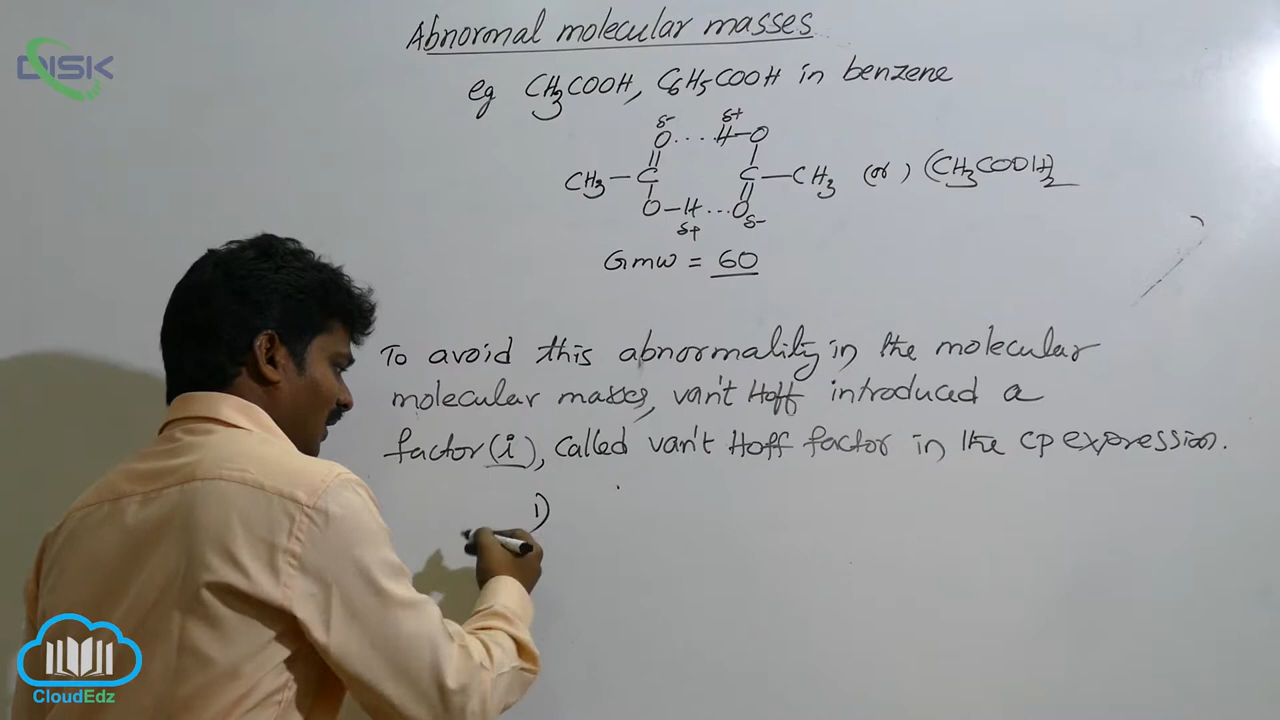 DISK
Abnormal molecular masses
eg CH3COOH, C6H5COOH in benzene
δ- δ+
O....H-O
CH3-C C-CH3 (or) (CH3COOH)2
O-H...O
δ+ δ-
Gmw = 60
To avoid this abnormality in the molecular
molecular masses, van't Hoff introduced a
factor (i), called van't Hoff factor in the cp expression.
1)
CloudEdz